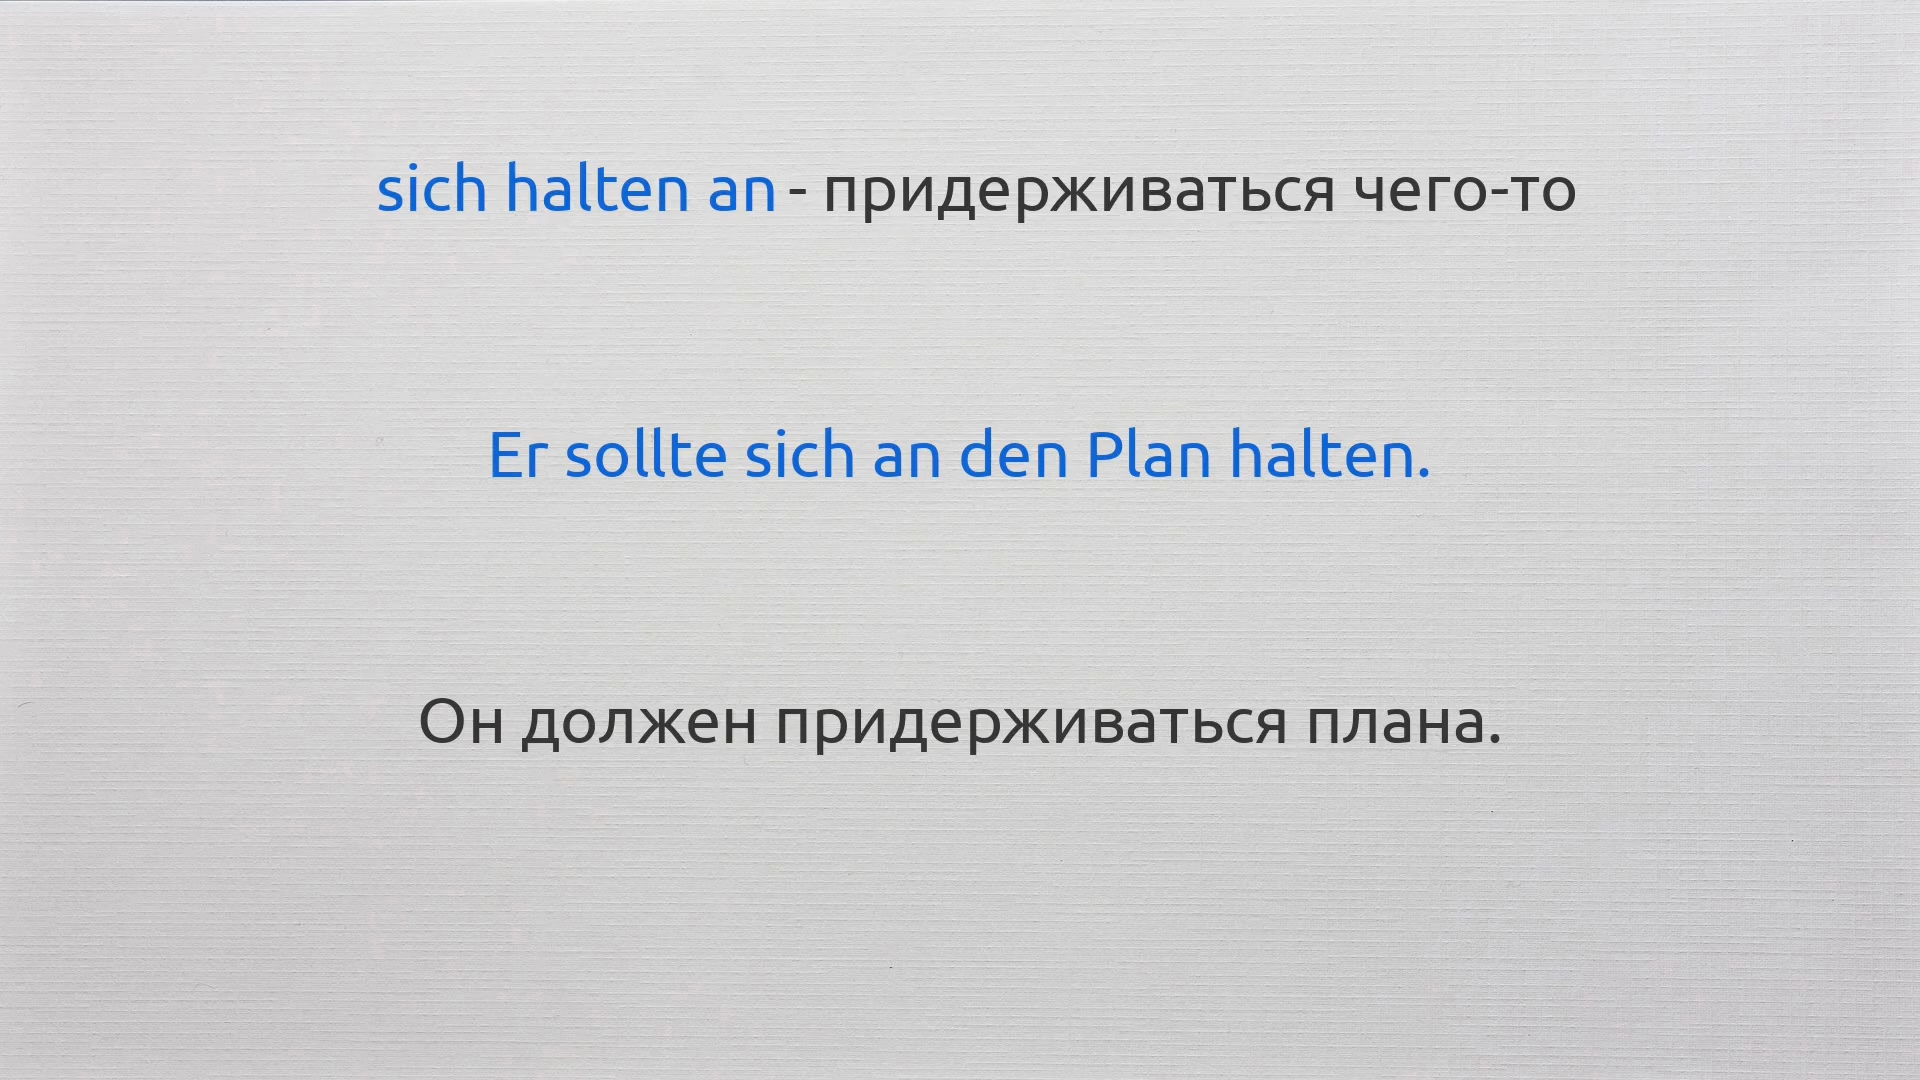 sich halten an - придерживаться чего-то
Er sollte sich an den Plan halten.
Он должен придерживаться плана.